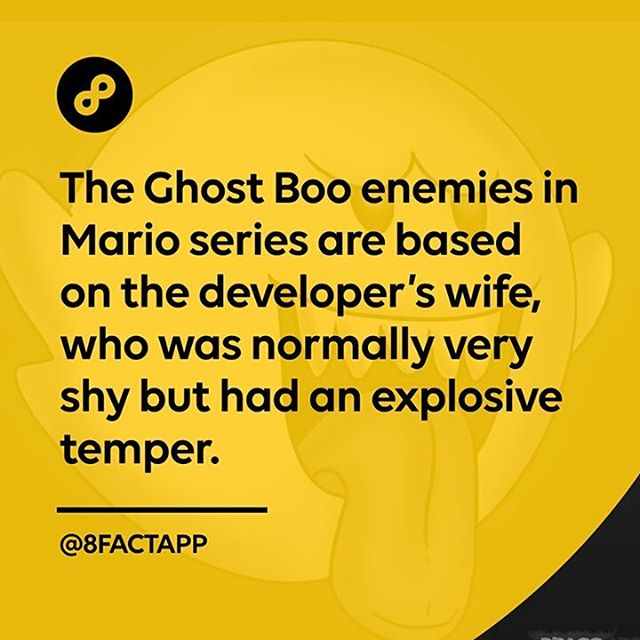 The Ghost Boo enemies in
Mario series are based
on the developer's wife,
who was normally very
shy but had an explosive
temper.
@8FACTAPP